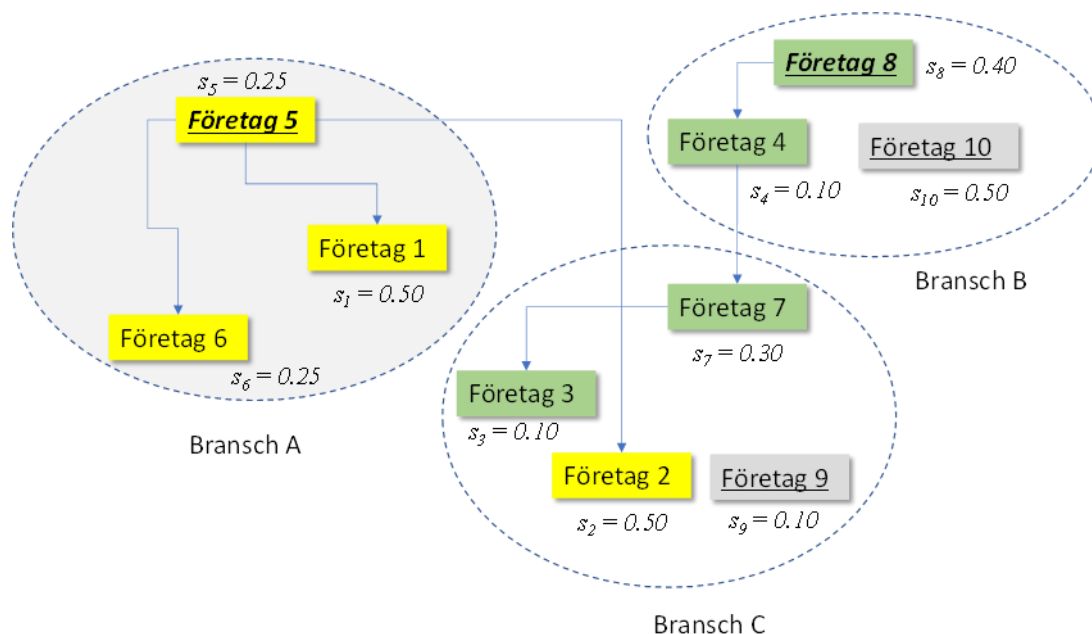 Företag 8
s8 = 0.40
s5 = 0.25
Företag 5
Företag 4
Företag 10
s4 = 0.10
s10 = 0.50
Företag 1
s1 = 0.50
Bransch B
Företag 7
s7 = 0.30
Företag 6
s6 = 0.25
Företag 3
s3 = 0.10
Bransch A
Företag 2
Företag 9
s2 = 0.50
s9 = 0.10
Bransch C